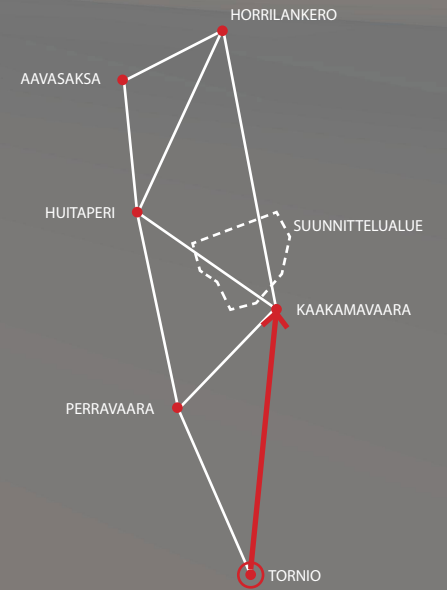 HORRILANKERO
AAVASAKSA
HUITAPERI
SUUNNITTELUALUE
KAAKAMAVAARA
PERRAVAARA
TORNIO